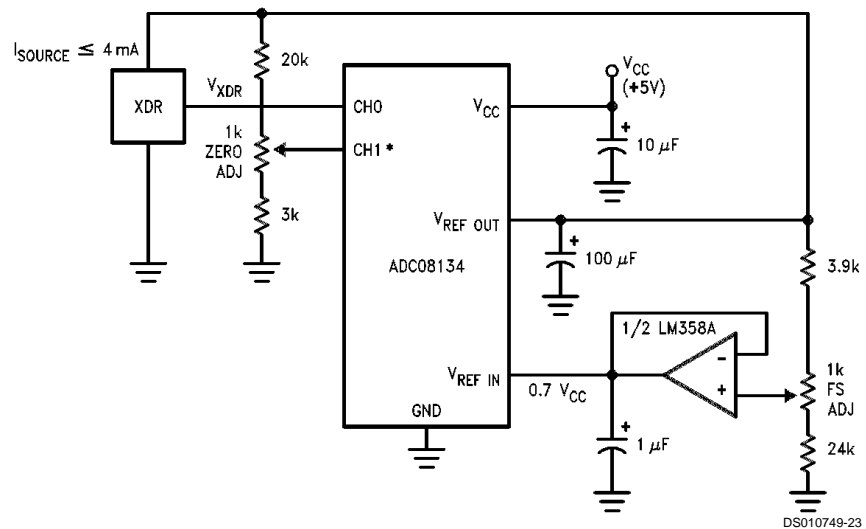 I_SOURCE ≤ 4 mA
XDR
V_XDR
20k
1k
ZERO
ADJ
3k
CH0
CH1 *
ADC08134
V_CC
V_REF OUT
V_REF IN
GND
V_CC
(+5V)
+
10 μF
+
100 μF
3.9k
1/2 LM358A
-
+
0.7 V_CC
+
1 μF
1k
FS
ADJ
24k
DS010749-23